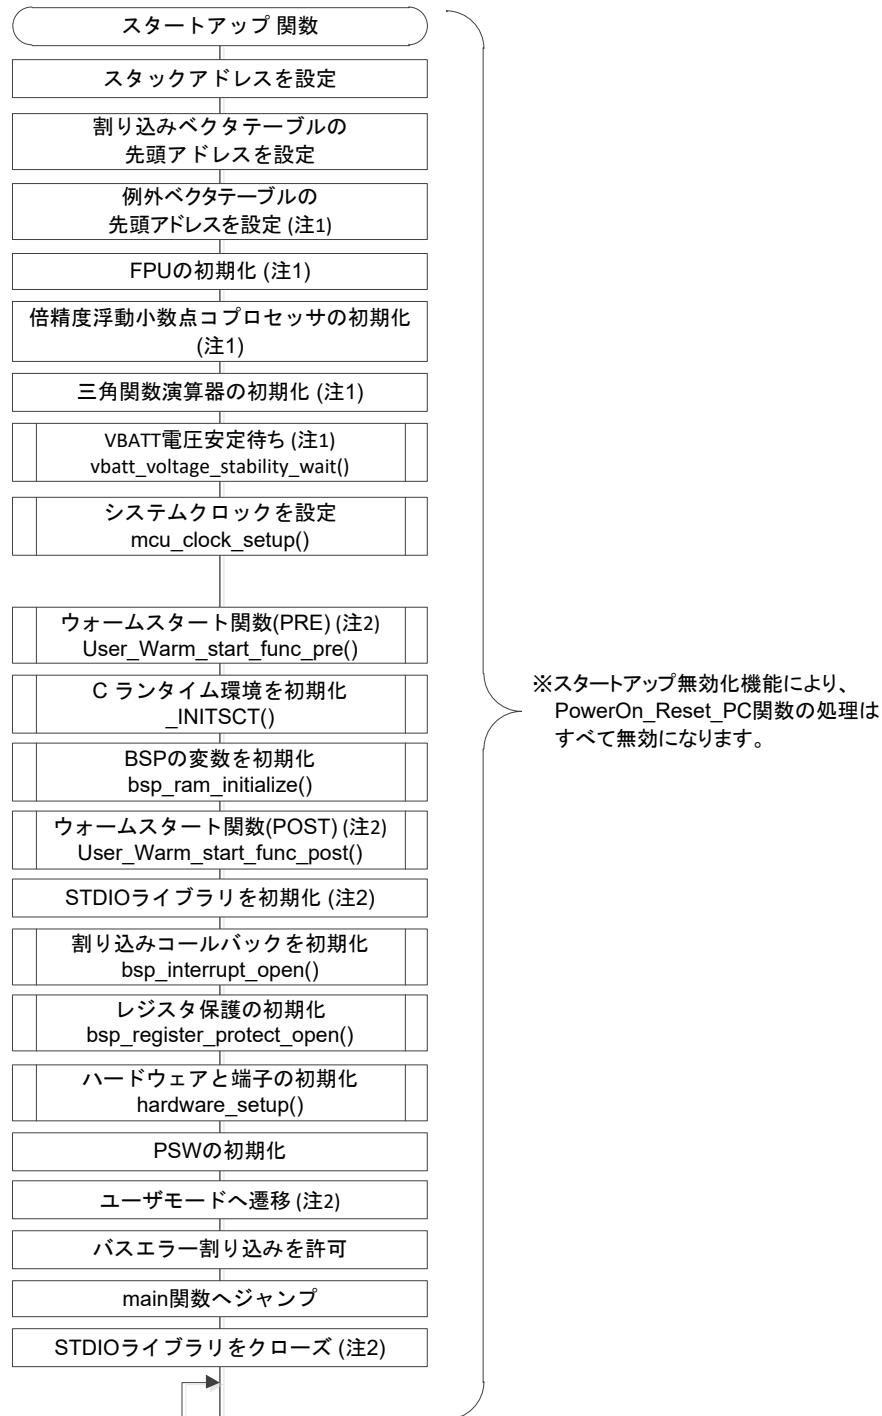 スタートアップ 関数
スタックアドレスを設定
割り込みベクタテーブルの
先頭アドレスを設定
例外ベクタテーブルの
先頭アドレスを設定 (注1)
FPUの初期化 (注1)
倍精度浮動小数点コプロセッサの初期化
(注1)
三角関数演算器の初期化 (注1)
VBATT電圧安定待ち (注1)
vbatt_voltage_stability_wait()
システムクロックを設定
mcu_clock_setup()
ウォームスタート関数(PRE) (注2)
User_Warm_start_func_pre()
C ランタイム環境を初期化
_INITSCT()
BSPの変数を初期化
bsp_ram_initialize()
ウォームスタート関数(POST) (注2)
User_Warm_start_func_post()
STDIOライブラリを初期化 (注2)
割り込みコールバックを初期化
bsp_interrupt_open()
レジスタ保護の初期化
bsp_register_protect_open()
ハードウェアと端子の初期化
hardware_setup()
PSWの初期化
ユーザモードへ遷移 (注2)
バスエラー割り込みを許可
main関数へジャンプ
STDIOライブラリをクローズ (注2)
※スタートアップ無効化機能により、
PowerOn_Reset_PC関数の処理は
すべて無効になります。